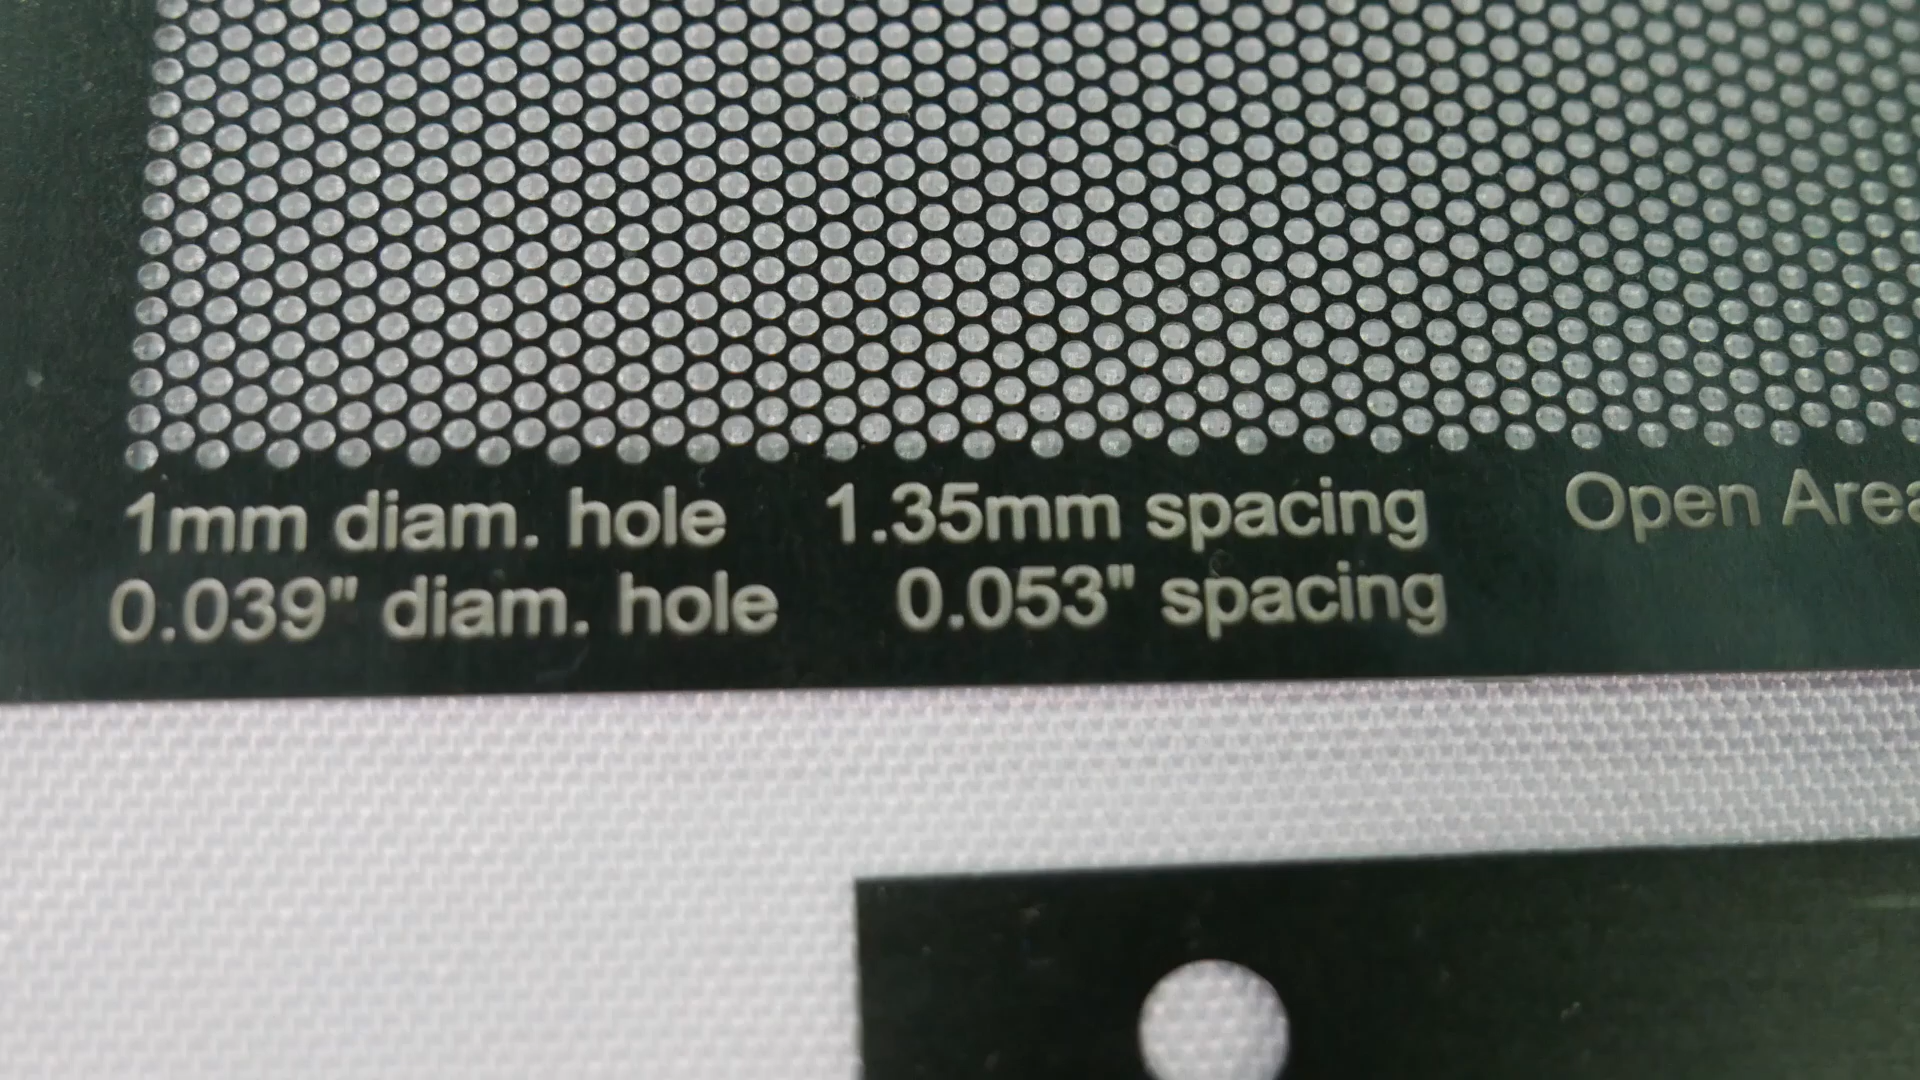 1mm diam. hole 1.35mm spacing Open Area
0.039" diam. hole 0.053" spacing